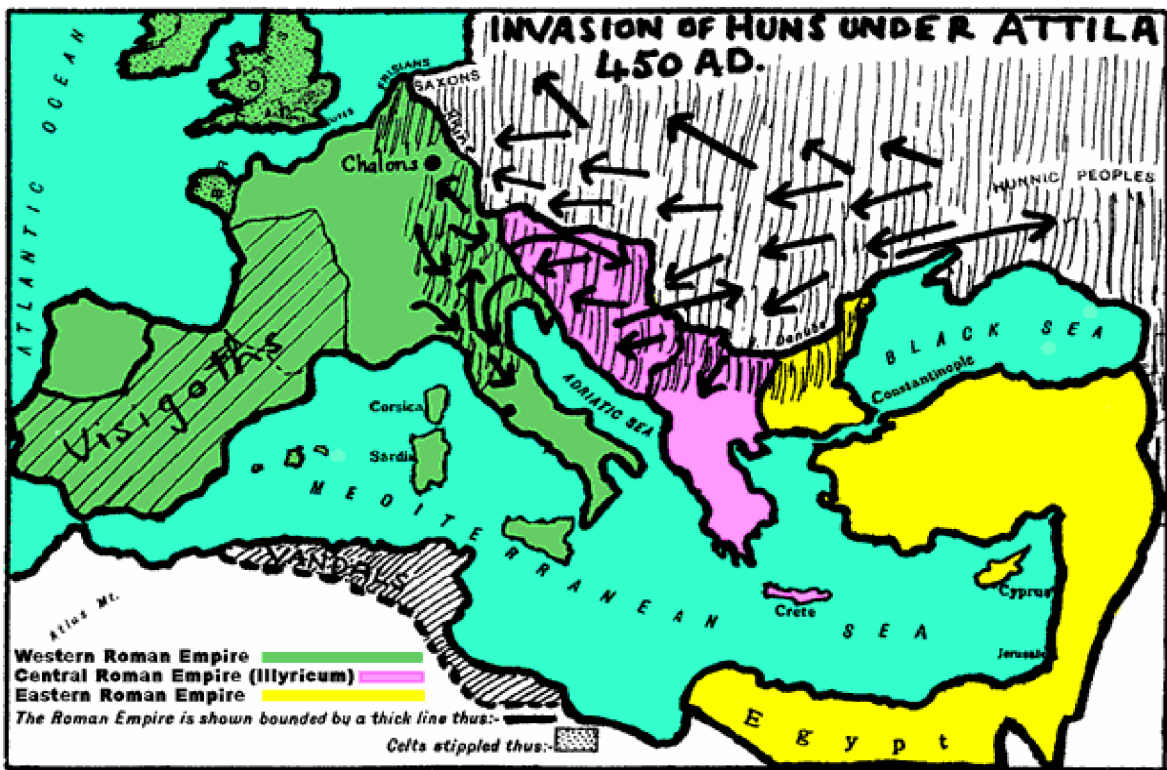 INVASION OF HUNS UNDER ATTILA
450 AD.
ATLANTIC OCEAN
FRISIANS
SAXONS
Chalons
HUNNIC PEOPLES
Danube
BLACK SEA
Constantinople
ADRIATIC SEA
Corsica
Sardi
Visigoths
MEDITERRANEAN SEA
VANDALS
Crete
Cyprus
Atlas Mt.
Jerusale
Egypt
Western Roman Empire
Central Roman Empire (Illyricum)
Eastern Roman Empire
The Roman Empire is shown bounded by a thick line thus:-
Celts stippled thus:-